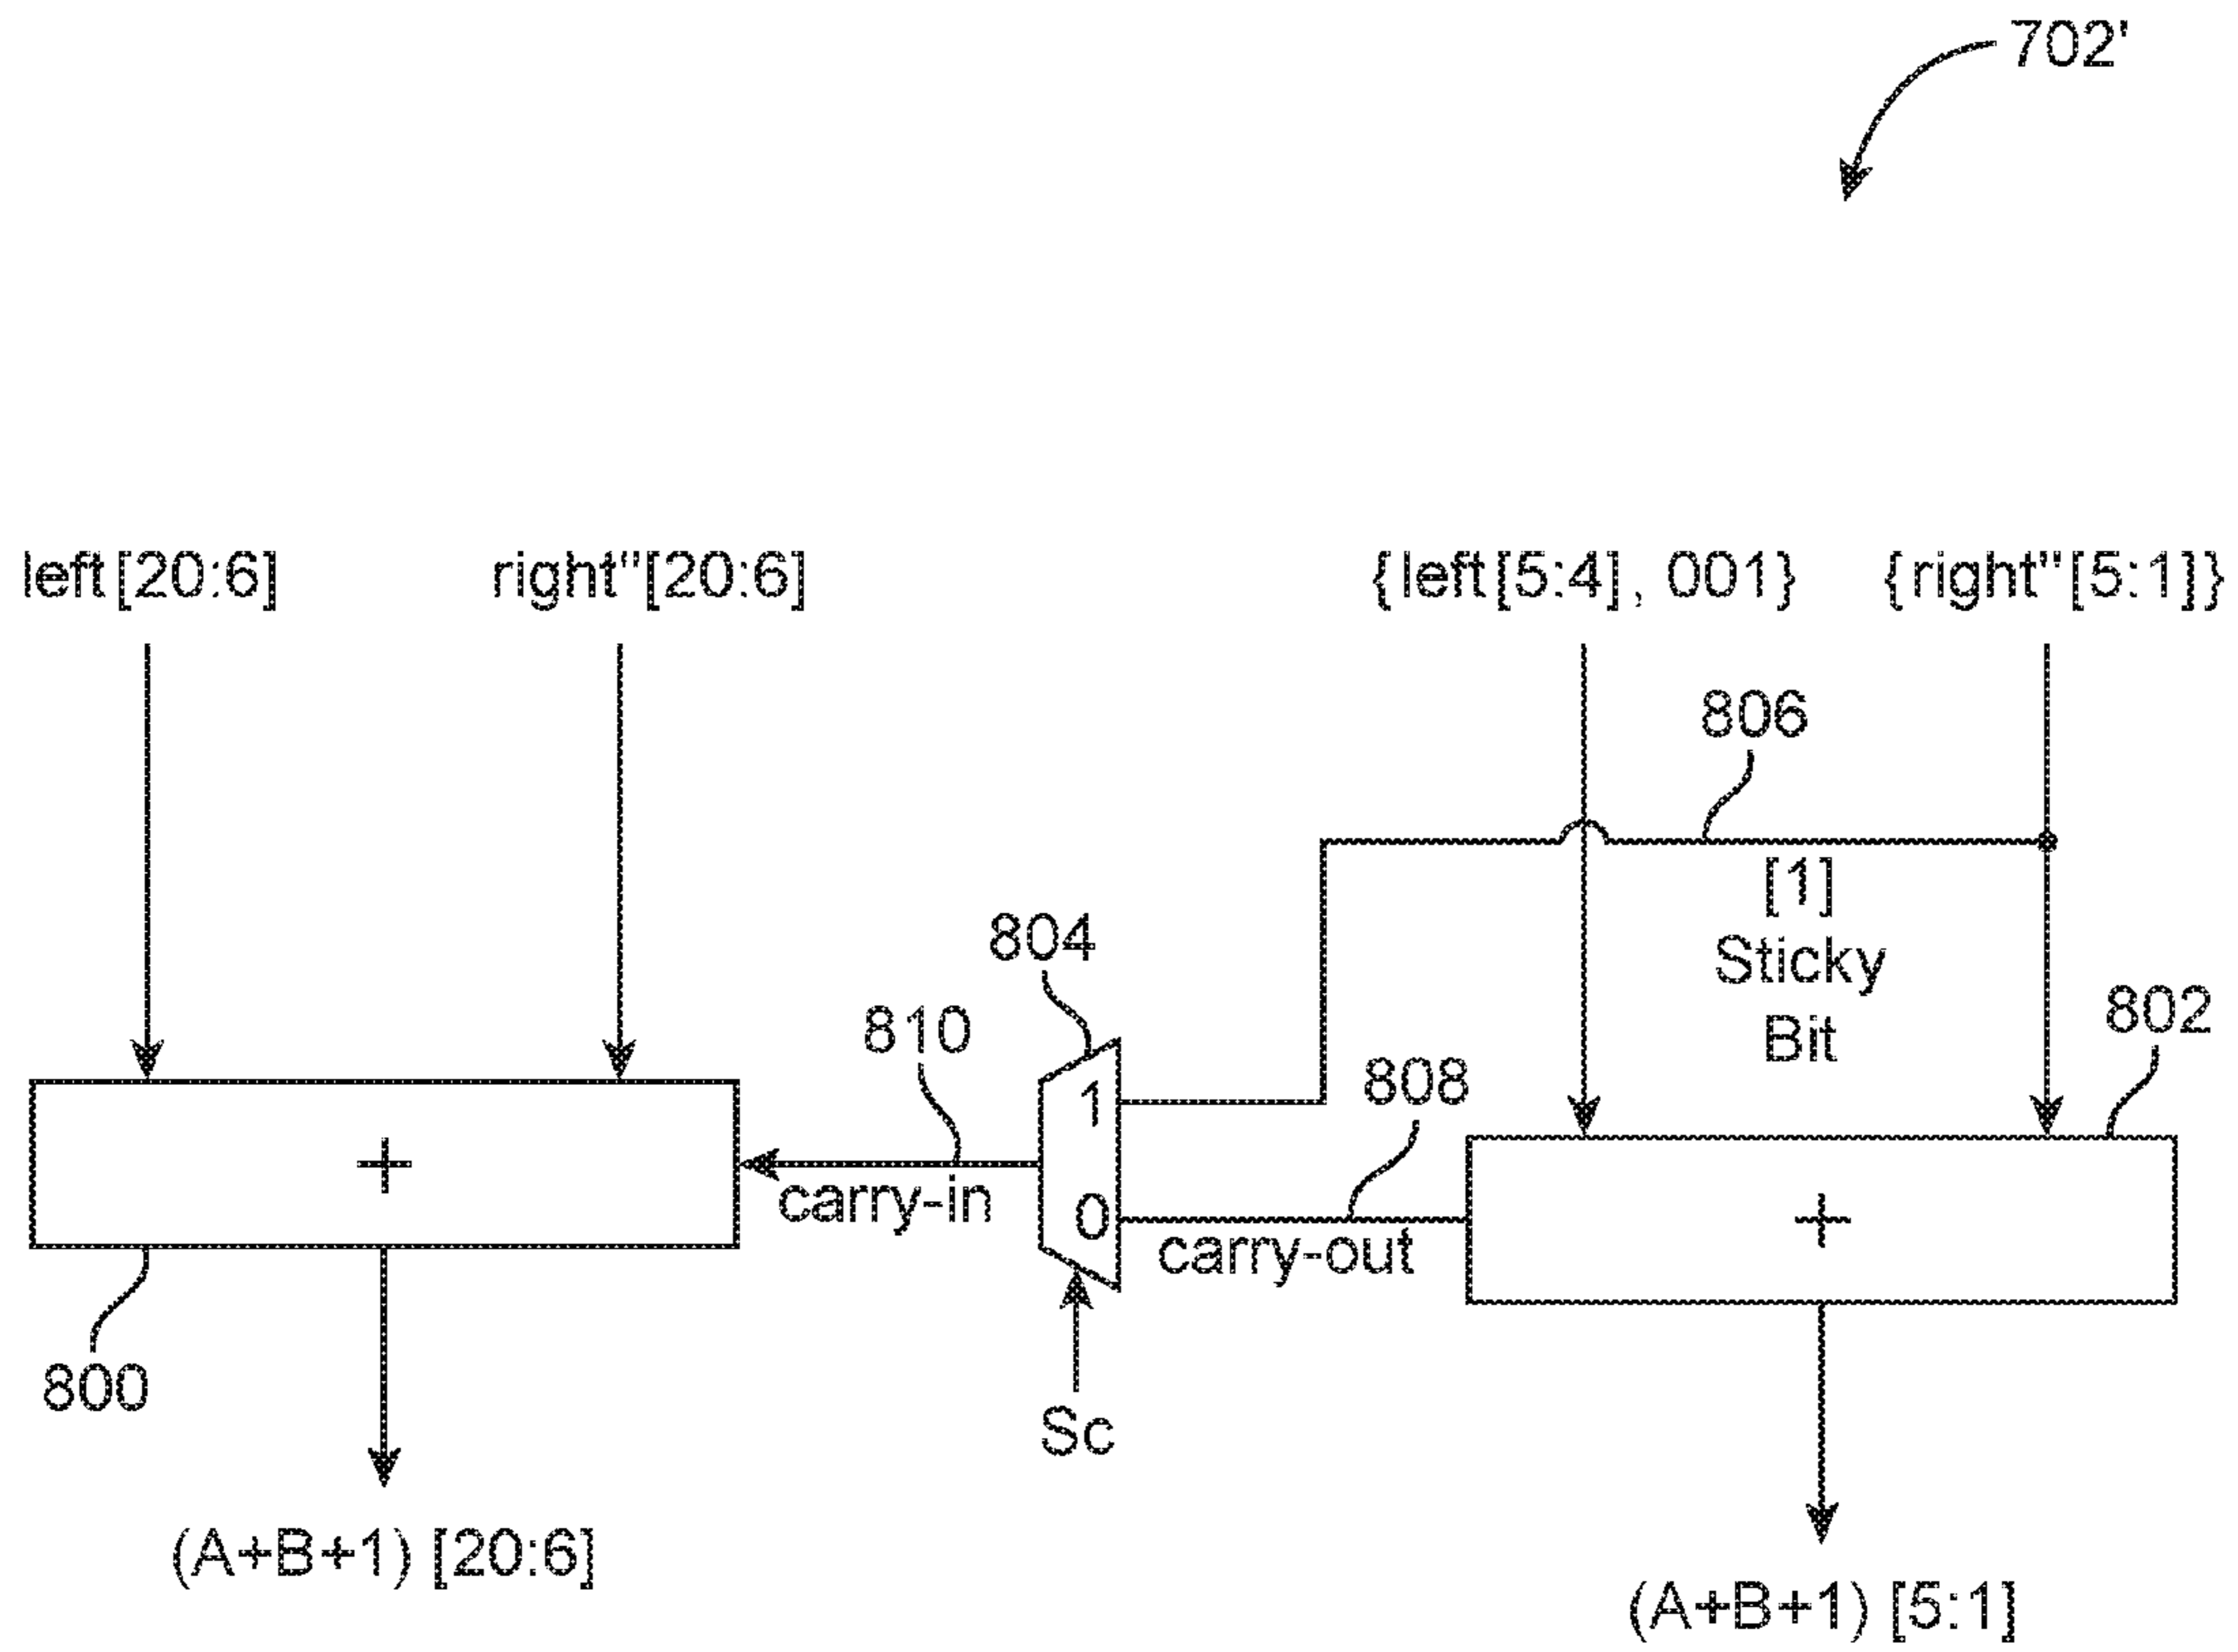 702'
left[20:6]
right"[20:6]
{left[5:4], 001}
{right"[5:1]}
806
[1]
Sticky
Bit
804
802
810
808
1
+
carry-in
0
carry-out
+
800
Sc
(A+B+1) [20:6]
(A+B+1) [5:1]